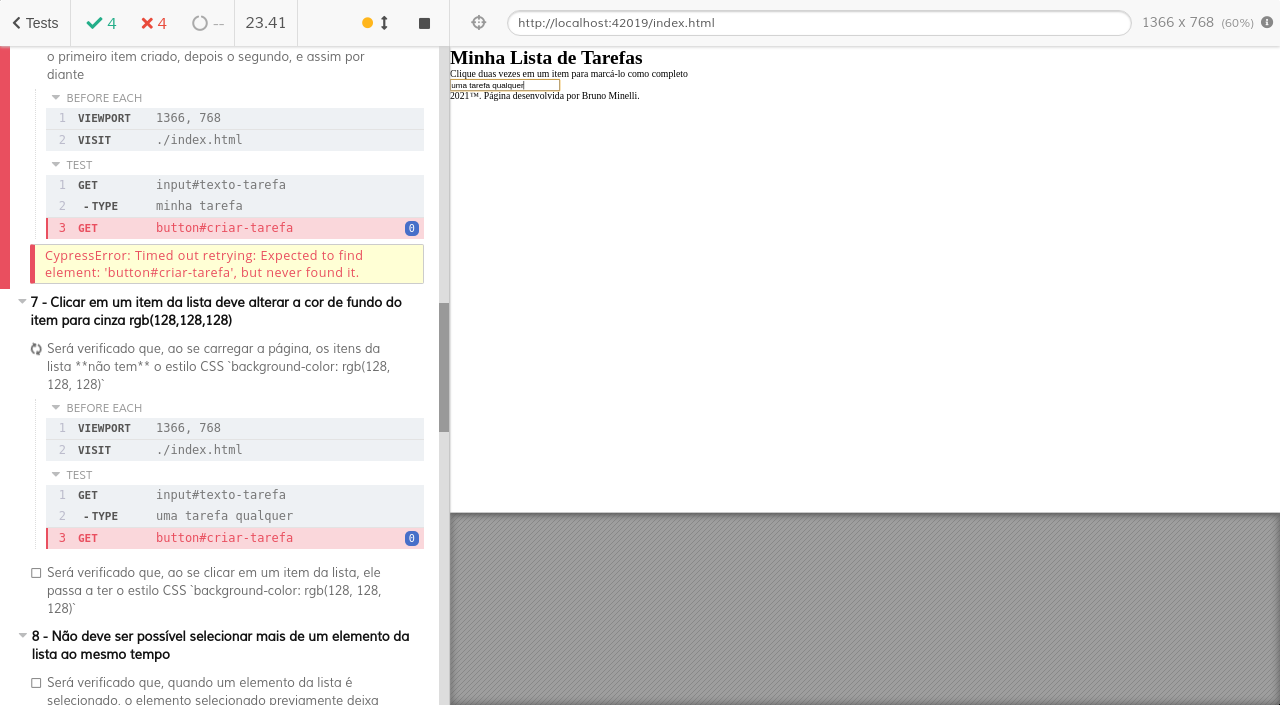 Tests 4 4 -- 23.41
o primeiro item criado, depois o segundo, e assim por
diante
BEFORE EACH
1 VIEWPORT 1366, 768
2 VISIT ./index.html
TEST
1 GET input#texto-tarefa
2 - TYPE minha tarefa
3 GET button#criar-tarefa 0
CypressError: Timed out retrying: Expected to find
element: 'button#criar-tarefa', but never found it.
7 - Clicar em um item da lista deve alterar a cor de fundo do
item para cinza rgb(128,128,128)
Será verificado que, ao se carregar a página, os itens da
lista **não tem** o estilo CSS `background-color: rgb(128,
128, 128)`
BEFORE EACH
1 VIEWPORT 1366, 768
2 VISIT ./index.html
TEST
1 GET input#texto-tarefa
2 - TYPE uma tarefa qualquer
3 GET button#criar-tarefa 0
Será verificado que, ao se clicar em um item da lista, ele
passa a ter o estilo CSS `background-color: rgb(128, 128,
128)`
8 - Não deve ser possível selecionar mais de um elemento da
lista ao mesmo tempo
Será verificado que, quando um elemento da lista é
selecionado, o elemento selecionado previamente deixa
http://localhost:42019/index.html 1366 x 768 (60%)
Minha Lista de Tarefas
Clique duas vezes em um item para marcá-lo como completo
uma tarefa qualquer
2021™. Página desenvolvida por Bruno Minelli.